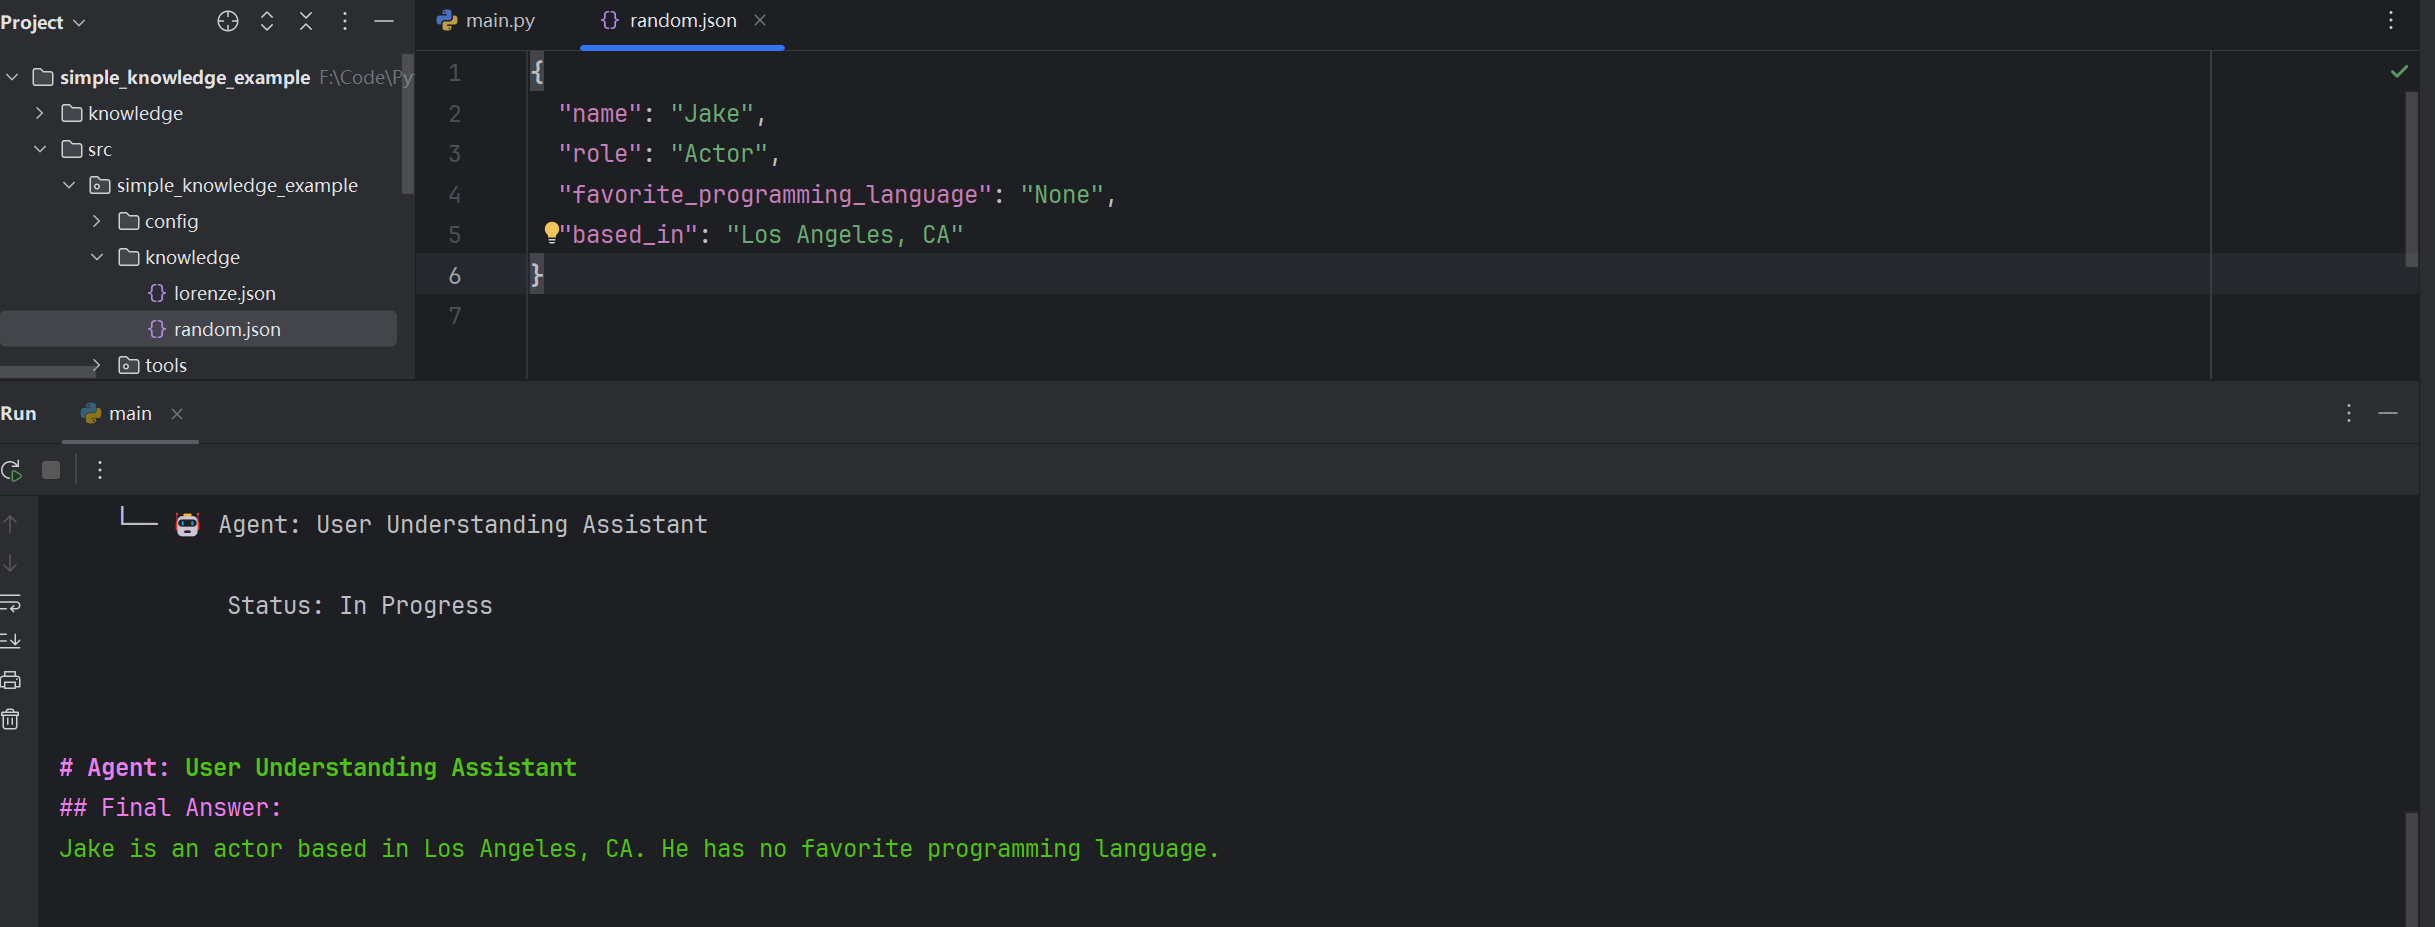 Project
simple_knowledge_example F:\Code\Py
knowledge
src
simple_knowledge_example
config
knowledge
lorenze.json
random.json
tools
main.py
random.json
1 {
2 "name": "Jake",
3 "role": "Actor",
4 "favorite_programming_language": "None",
5 "based_in": "Los Angeles, CA"
6 }
7
Run main
└── 🤖 Agent: User Understanding Assistant
Status: In Progress
# Agent: User Understanding Assistant
## Final Answer:
Jake is an actor based in Los Angeles, CA. He has no favorite programming language.